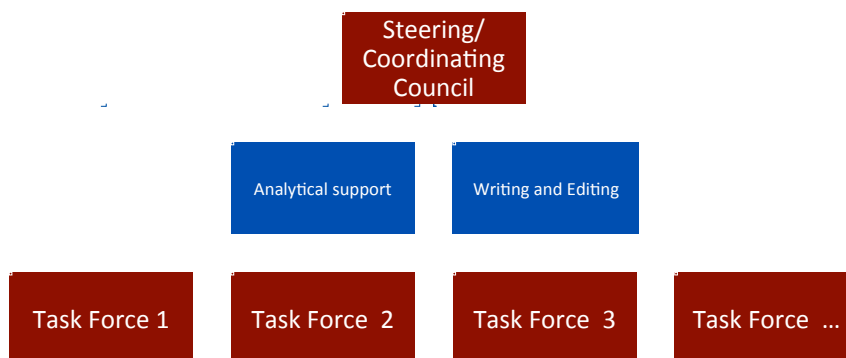 Steering/
Coordinating
Council
Analytical support
Writing and Editing
Task Force 1
Task Force  2
Task Force  3
Task Force  ...